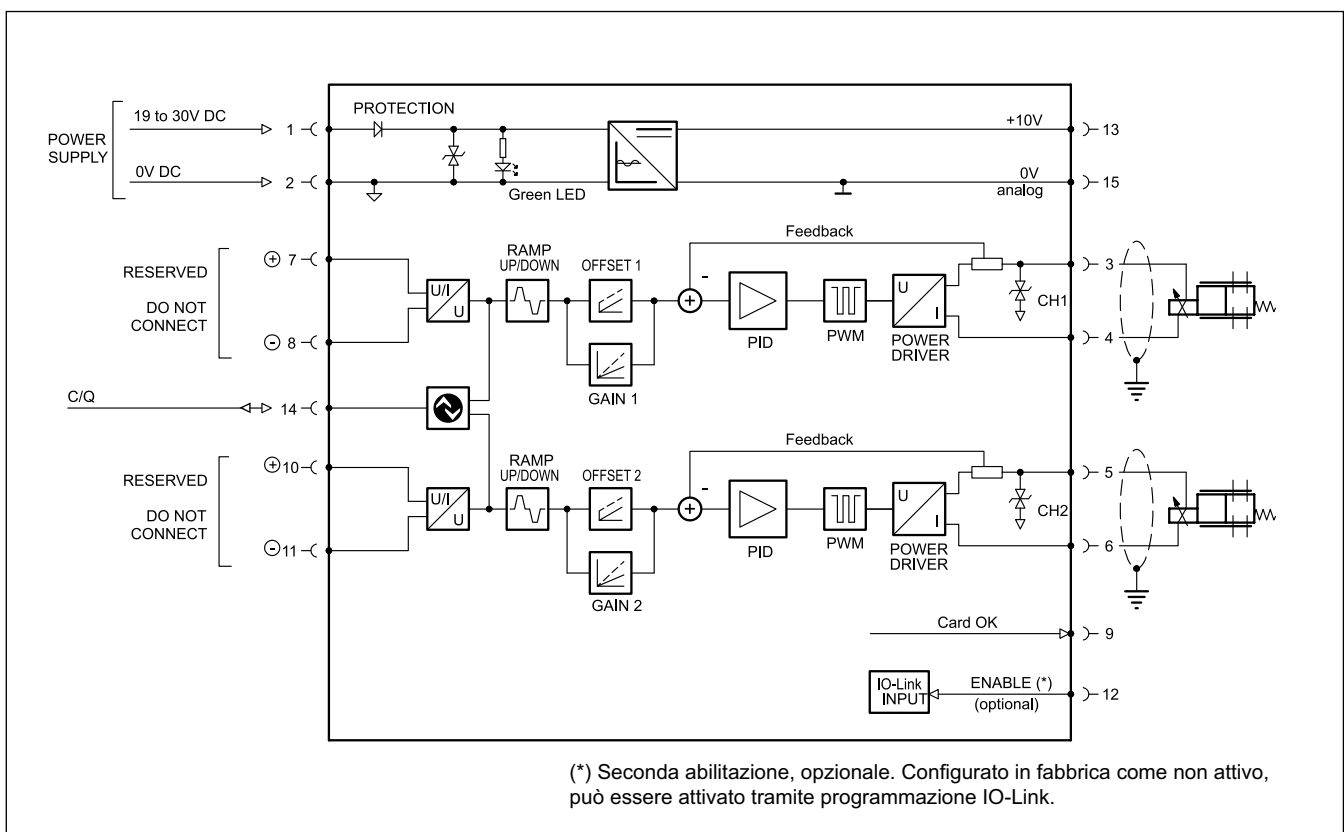 PROTECTION
19 to 30V DC
1
+10V
13
POWER
SUPPLY
0V DC
2
Green LED
0V
analog
15
Feedback
RESERVED
DO NOT
CONNECT
+ 7
- 8
U/I
U
RAMP
UP/DOWN
OFFSET 1
GAIN 1
+
-
PID
PWM
U
I
POWER
DRIVER
CH1
3
4
C/Q
14
Feedback
RESERVED
DO NOT
CONNECT
+ 10
- 11
U/I
U
RAMP
UP/DOWN
OFFSET 2
GAIN 2
+
-
PID
PWM
U
I
POWER
DRIVER
CH2
5
6
Card OK
9
IO-Link
INPUT
ENABLE (*)
(optional)
12
(*) Seconda abilitazione, opzionale. Configurato in fabbrica come non attivo,
può essere attivato tramite programmazione IO-Link.